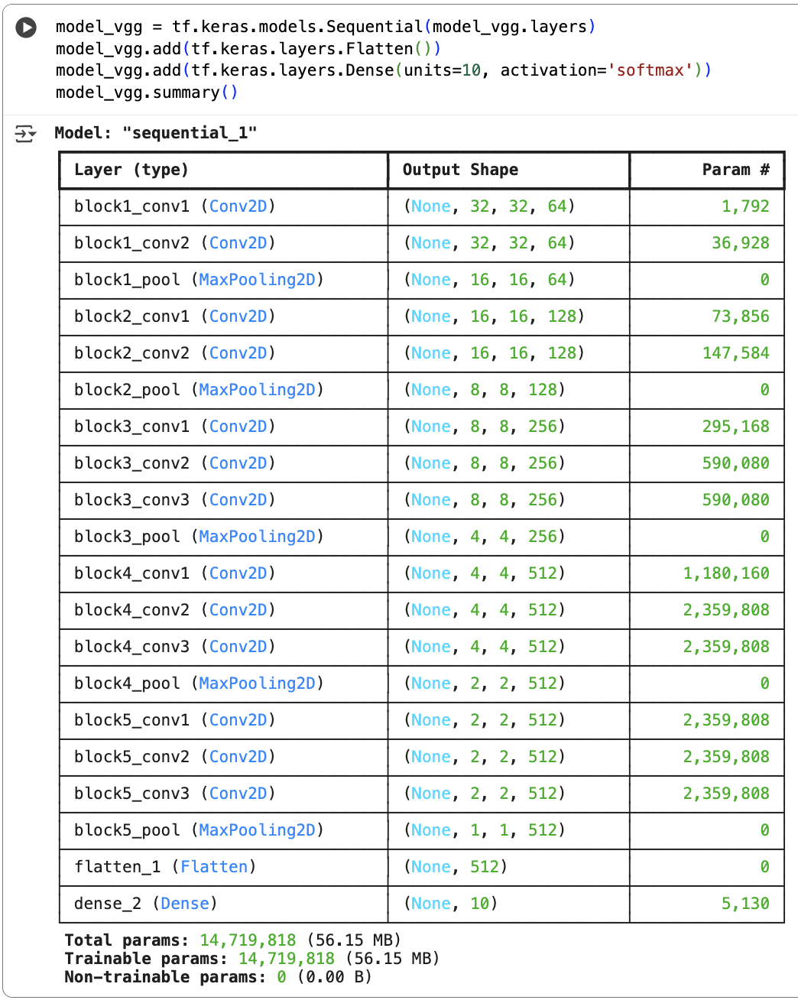 model_vgg = tf.keras.models.Sequential(model_vgg.layers)
model_vgg.add(tf.keras.layers.Flatten())
model_vgg.add(tf.keras.layers.Dense(units=10, activation='softmax'))
model_vgg.summary()
Model: "sequential_1"
Layer (type) Output Shape Param #
block1_conv1 (Conv2D) (None, 32, 32, 64) 1,792
block1_conv2 (Conv2D) (None, 32, 32, 64) 36,928
block1_pool (MaxPooling2D) (None, 16, 16, 64) 0
block2_conv1 (Conv2D) (None, 16, 16, 128) 73,856
block2_conv2 (Conv2D) (None, 16, 16, 128) 147,584
block2_pool (MaxPooling2D) (None, 8, 8, 128) 0
block3_conv1 (Conv2D) (None, 8, 8, 256) 295,168
block3_conv2 (Conv2D) (None, 8, 8, 256) 590,080
block3_conv3 (Conv2D) (None, 8, 8, 256) 590,080
block3_pool (MaxPooling2D) (None, 4, 4, 256) 0
block4_conv1 (Conv2D) (None, 4, 4, 512) 1,180,160
block4_conv2 (Conv2D) (None, 4, 4, 512) 2,359,808
block4_conv3 (Conv2D) (None, 4, 4, 512) 2,359,808
block4_pool (MaxPooling2D) (None, 2, 2, 512) 0
block5_conv1 (Conv2D) (None, 2, 2, 512) 2,359,808
block5_conv2 (Conv2D) (None, 2, 2, 512) 2,359,808
block5_conv3 (Conv2D) (None, 2, 2, 512) 2,359,808
block5_pool (MaxPooling2D) (None, 1, 1, 512) 0
flatten_1 (Flatten) (None, 512) 0
dense_2 (Dense) (None, 10) 5,130
Total params: 14,719,818 (56.15 MB)
Trainable params: 14,719,818 (56.15 MB)
Non-trainable params: 0 (0.00 B)